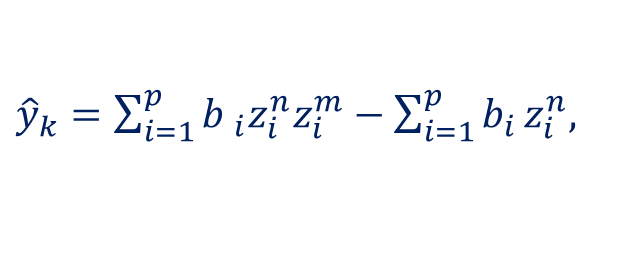 ŷ_k = ∑_{i=1}^{p} b_i z_i^n z_i^m − ∑_{i=1}^{p} b_i z_i^n,